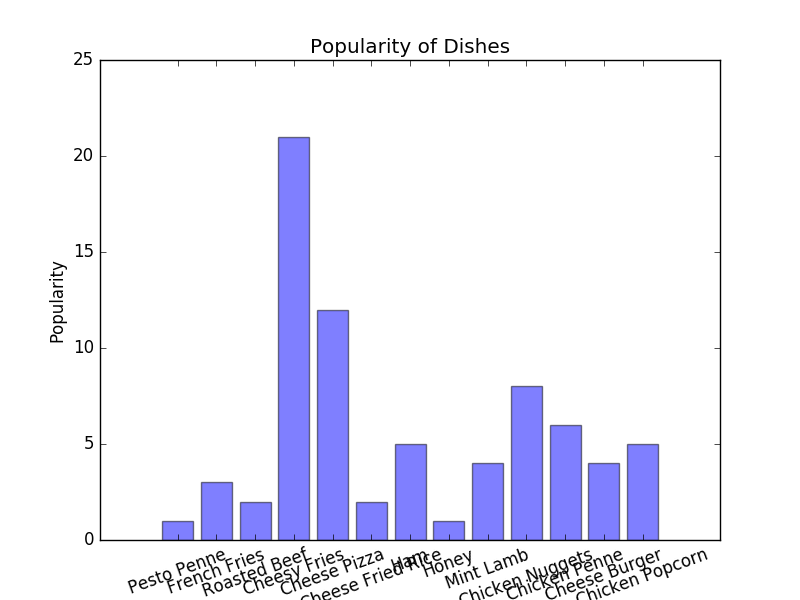 Popularity of Dishes
25
20
15
10
5
0
Popularity
Pesto Penne
French Fries
Roasted Beef
Cheesy Fries
Cheese Pizza
Cheese Fried Rice
Ham
Honey
Mint Lamb
Chicken Nuggets
Chicken Penne
Cheese Burger
Chicken Popcorn